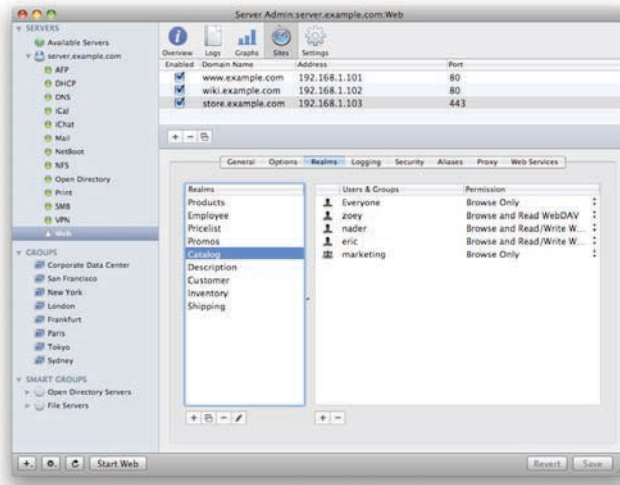 Server Admin:server.example.com:Web
SERVERS
Available Servers
server.example.com
AFP
DHCP
DNS
iCal
iChat
Mail
NetBoot
NFS
Open Directory
Print
SMB
VPN
Web
GROUPS
Corporate Data Center
San Francisco
New York
London
Frankfurt
Paris
Tokyo
Sydney
SMART GROUPS
Open Directory Servers
File Servers
Overview Logs Graphs Sites Settings
Enabled Domain Name Address Port
www.example.com 192.168.1.101 80
wiki.example.com 192.168.1.102 80
store.example.com 192.168.1.103 443
General Options Realms Logging Security Aliases Proxy Web Services
Realms
Products
Employee
Pricelist
Promos
Catalog
Description
Customer
Inventory
Shipping
Users & Groups Permission
Everyone Browse Only
zoey Browse and Read WebDAV
nader Browse and Read/Write W...
eric Browse and Read/Write W...
marketing Browse Only
Start Web
Revert Save